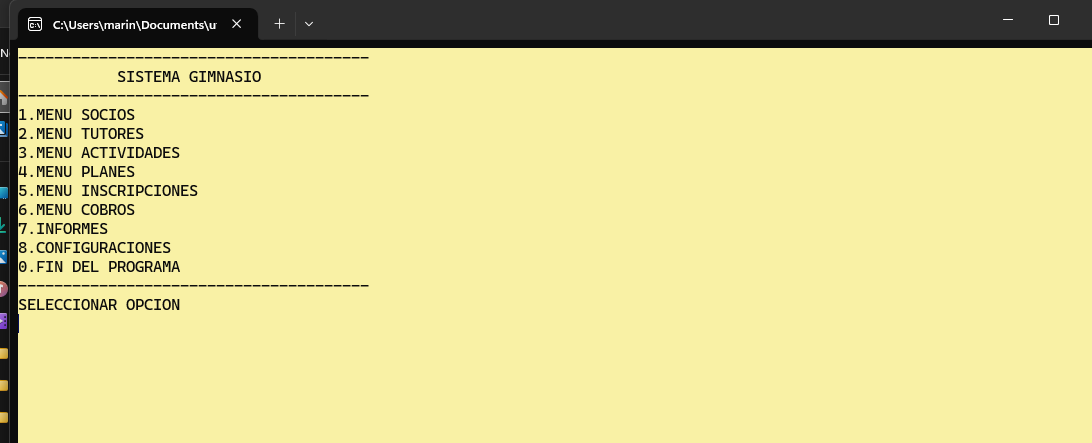 C:\Users\marin\Documents\u
---------------------------------------
SISTEMA GIMNASIO
---------------------------------------
1.MENU SOCIOS
2.MENU TUTORES
3.MENU ACTIVIDADES
4.MENU PLANES
5.MENU INSCRIPCIONES
6.MENU COBROS
7.INFORMES
8.CONFIGURACIONES
0.FIN DEL PROGRAMA
---------------------------------------
SELECCIONAR OPCION